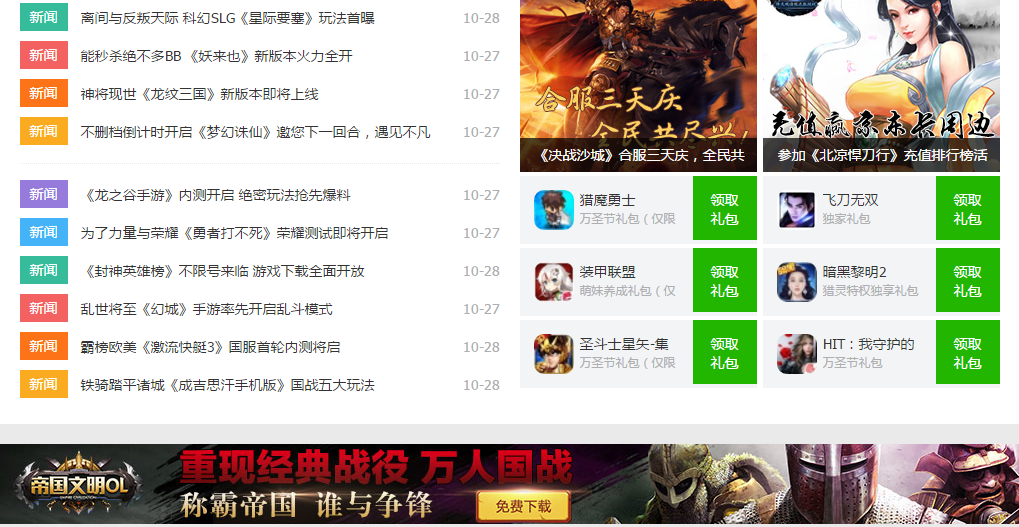 新闻 离间与反叛天际 科幻SLG《星际要塞》玩法首曝 10-28
新闻 能秒杀绝不多BB 《妖来也》新版本火力全开 10-27
新闻 神将现世《龙纹三国》新版本即将上线 10-27
新闻 不删档倒计时开启《梦幻诛仙》邀您下一回合，遇见不凡 10-27
新闻 《龙之谷手游》内测开启 绝密玩法抢先爆料 10-27
新闻 为了力量与荣耀《勇者打不死》荣耀测试即将开启 10-27
新闻 《封神英雄榜》不限号来临 游戏下载全面开放 10-28
新闻 乱世将至《幻城》手游率先开启乱斗模式 10-27
新闻 霸榜欧美《激流快艇3》国服首轮内测将启 10-28
新闻 铁骑踏平诸城《成吉思汗手机版》国战五大玩法 10-28
合服三天庆
全民共尽兴!
《决战沙城》合服三天庆，全民共
充值赢京东卡周边
参加《北凉悍刀行》充值排行榜活
猎魔勇士
万圣节礼包（仅限
领取
礼包
飞刀无双
独家礼包
领取
礼包
装甲联盟
萌妹养成礼包（仅
领取
礼包
暗黑黎明2
猎灵特权独享礼包
领取
礼包
圣斗士星矢-集
万圣节礼包（仅限
领取
礼包
HIT：我守护的
万圣节礼包
领取
礼包
帝国文明OL
重现经典战役 万人国战
称霸帝国 谁与争锋
免费下载